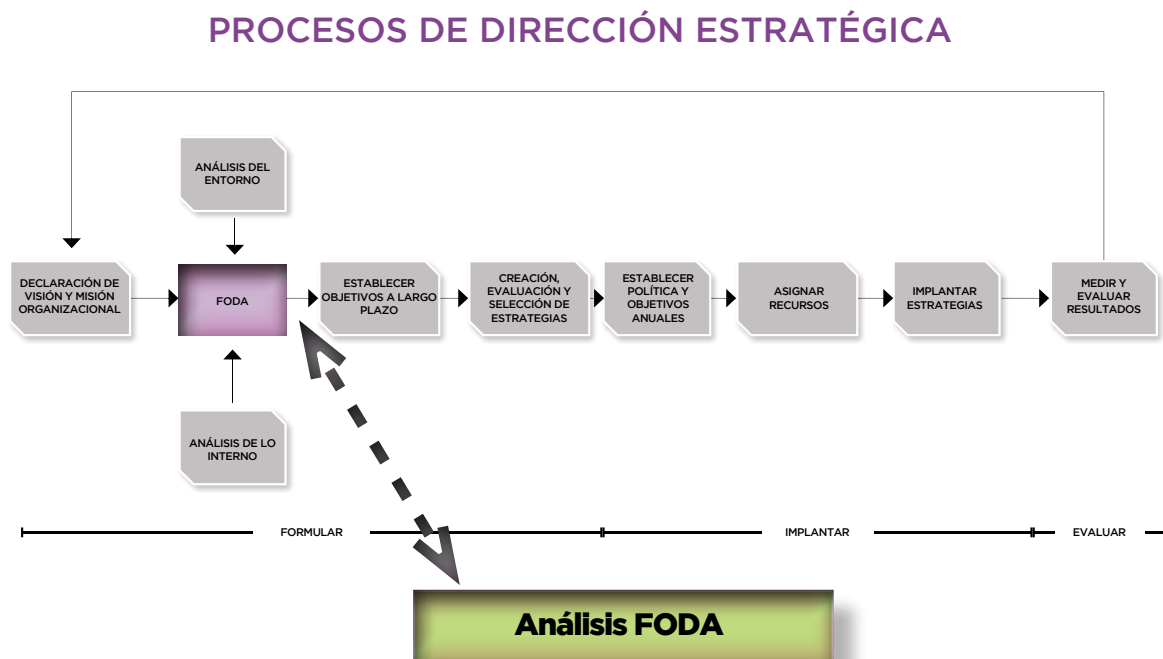 PROCESOS DE DIRECCIÓN ESTRATÉGICA
ANÁLISIS DEL
ENTORNO
DECLARACIÓN DE
VISIÓN Y MISIÓN
ORGANIZACIONAL
FODA
ESTABLECER
OBJETIVOS A LARGO
PLAZO
CREACIÓN,
EVALUACIÓN Y
SELECCIÓN DE
ESTRATEGIAS
ESTABLECER
POLÍTICA Y
OBJETIVOS
ANUALES
ASIGNAR
RECURSOS
IMPLANTAR
ESTRATEGIAS
MEDIR Y
EVALUAR
RESULTADOS
ANÁLISIS DE LO
INTERNO
FORMULAR
IMPLANTAR
EVALUAR
Análisis FODA